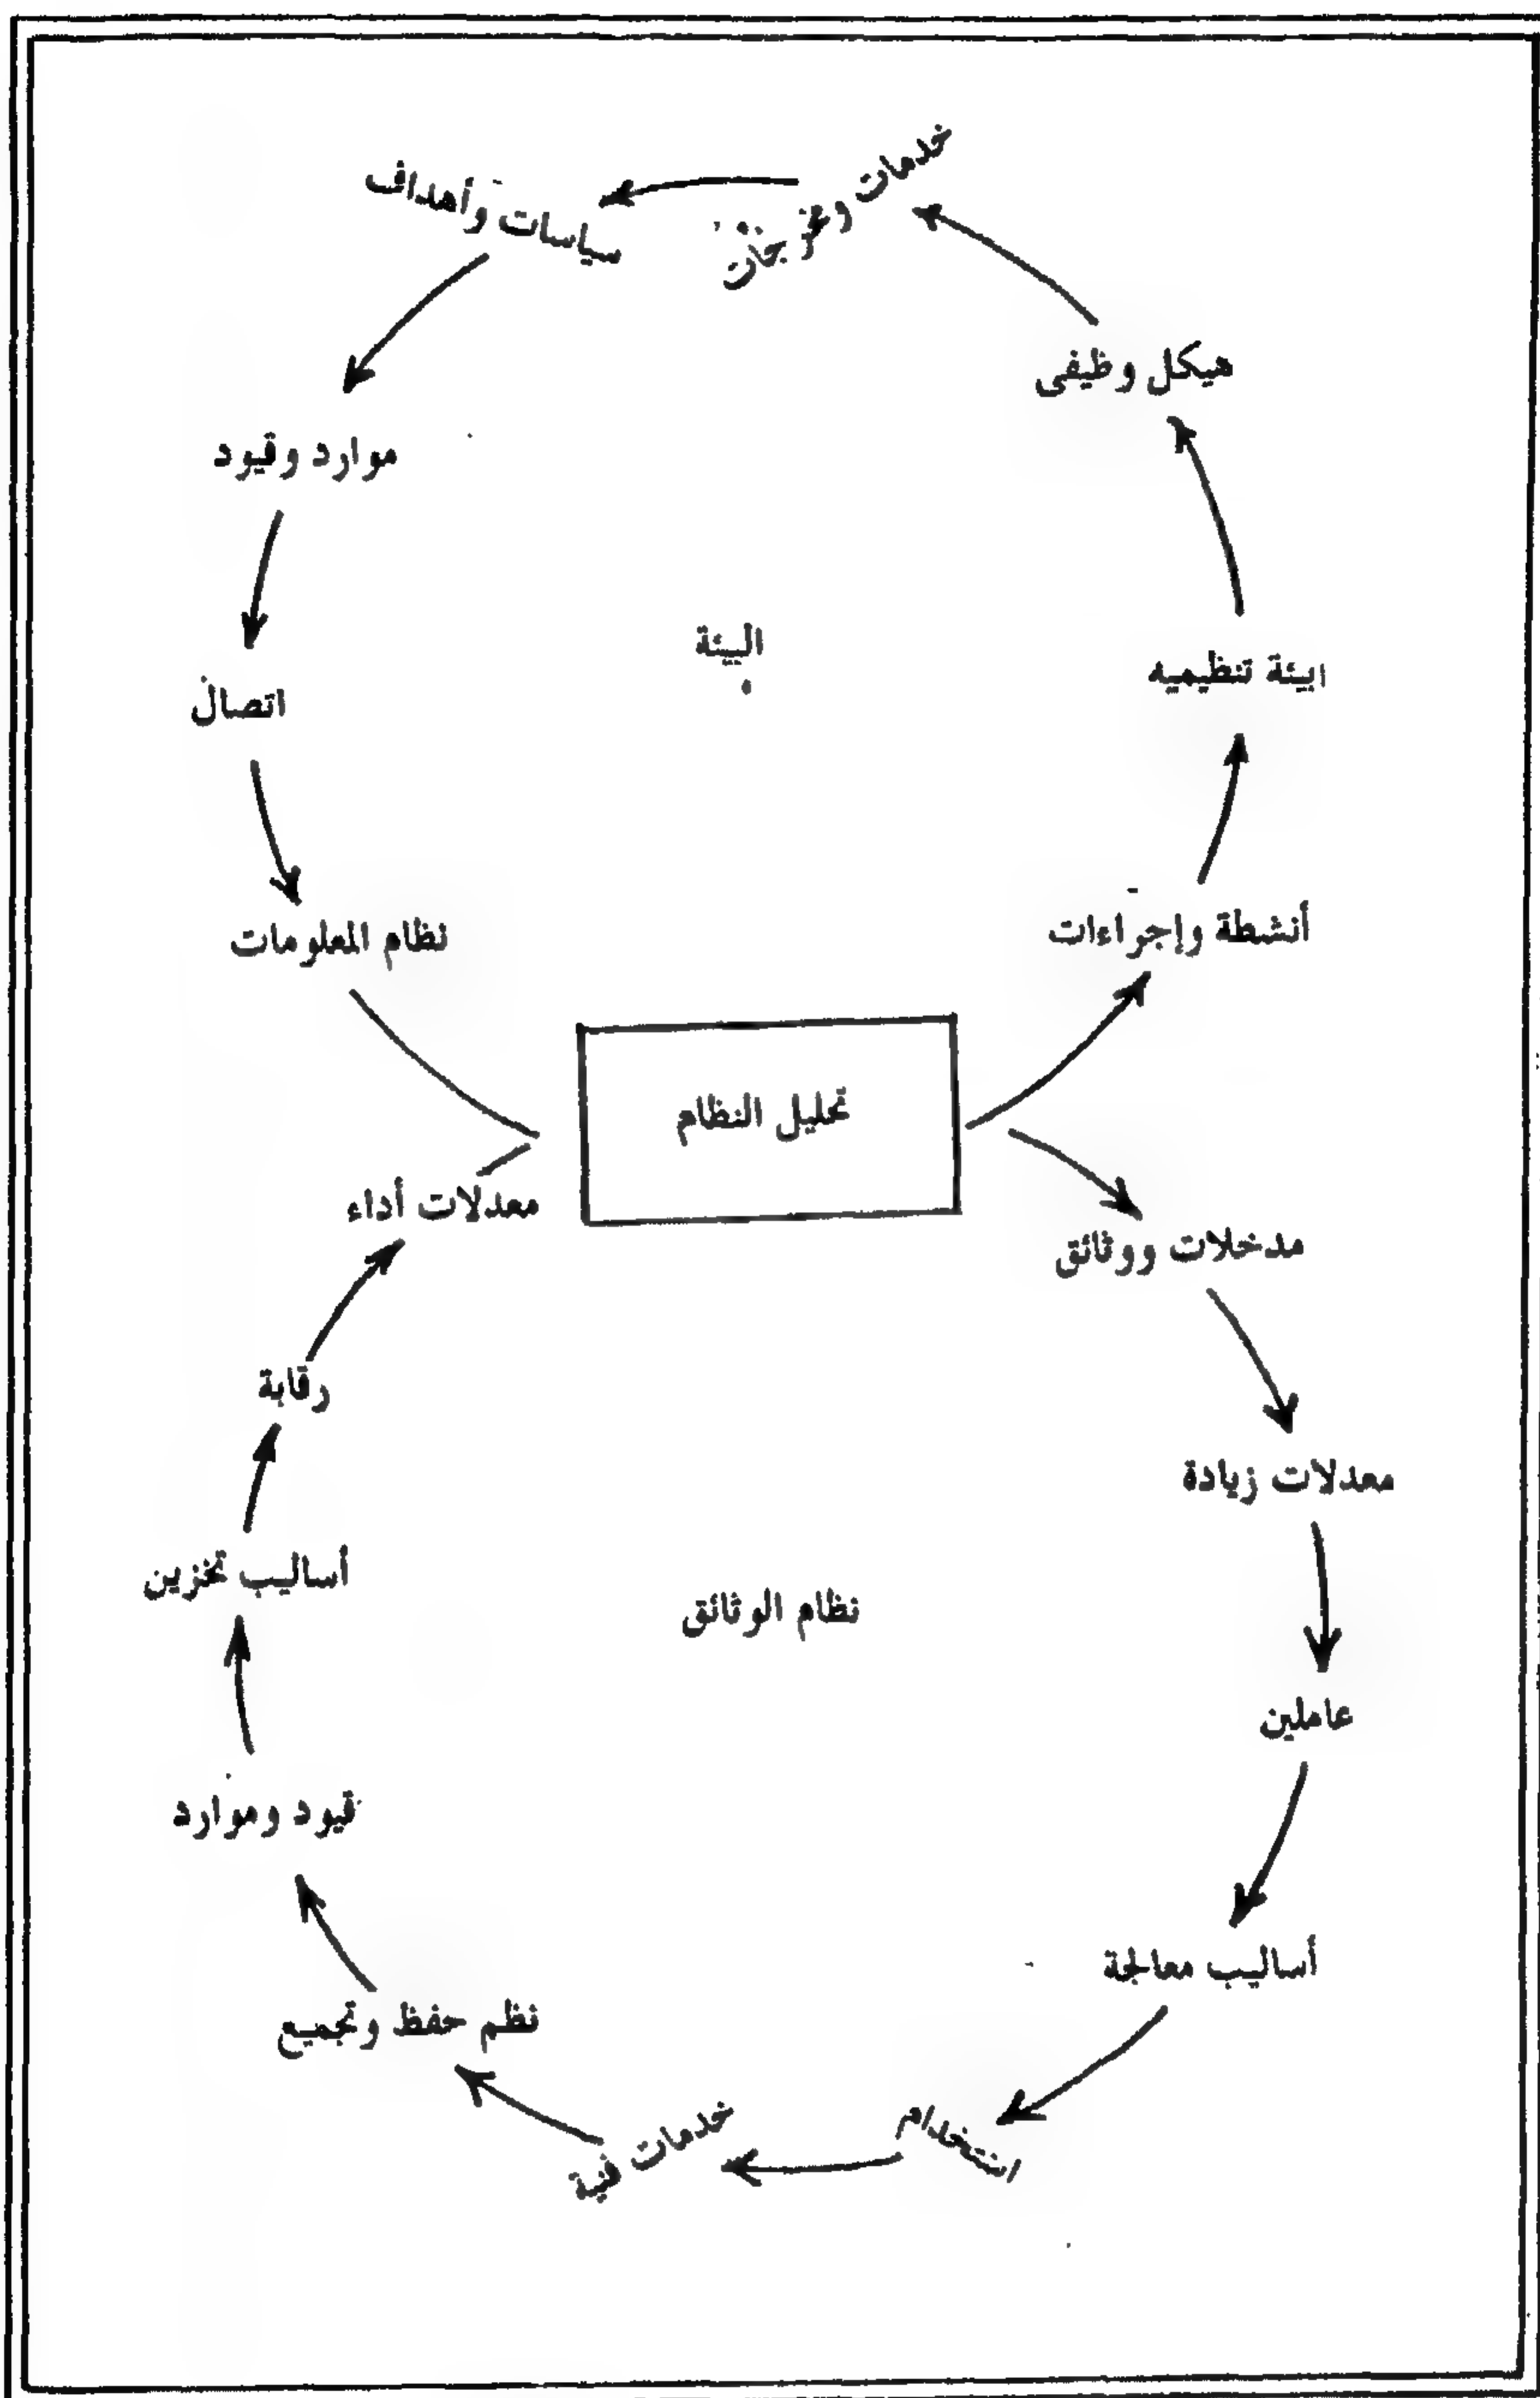 خدمات ومخرجات
سياسات وأهداف
هيكل وظيفى
موارد وقيود
البيئة
ابيئة تنظيميه
اتصال
أنشطة وإجراءات
نظام المعلومات
تحليل النظام
معدلات أداء
مدخلات ووثائق
رقابة
معدلات زيادة
أساليب تخزين
نظام الوثائق
عاملين
قيود وموارد
أساليب معالجة
نظم حفظ وتجميع
استخدام
خدمات فنية